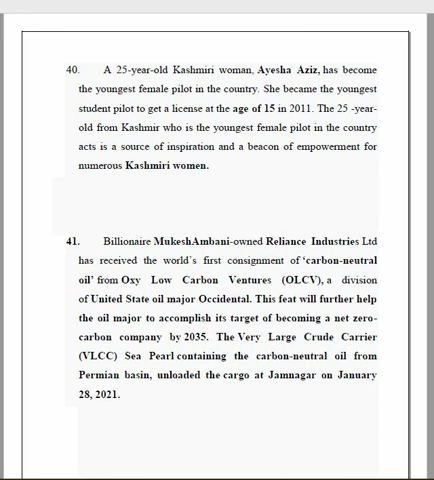 40. A 25-year-old Kashmiri woman, Ayesha Aziz, has become
the youngest female pilot in the country. She became the youngest
student pilot to get a license at the age of 15 in 2011. The 25 -year-
old from Kashmir who is the youngest female pilot in the country
acts is a source of inspiration and a beacon of empowerment for
numerous Kashmiri women.
41. Billionaire MukeshAmbani-owned Reliance Industries Ltd
has received the world's first consignment of 'carbon-neutral
oil' from Oxy Low Carbon Ventures (OLCV), a division
of United State oil major Occidental. This feat will further help
the oil major to accomplish its target of becoming a net zero-
carbon company by 2035. The Very Large Crude Carrier
(VLCC) Sea Pearl containing the carbon-neutral oil from
Permian basin, unloaded the cargo at Jamnagar on January
28, 2021.